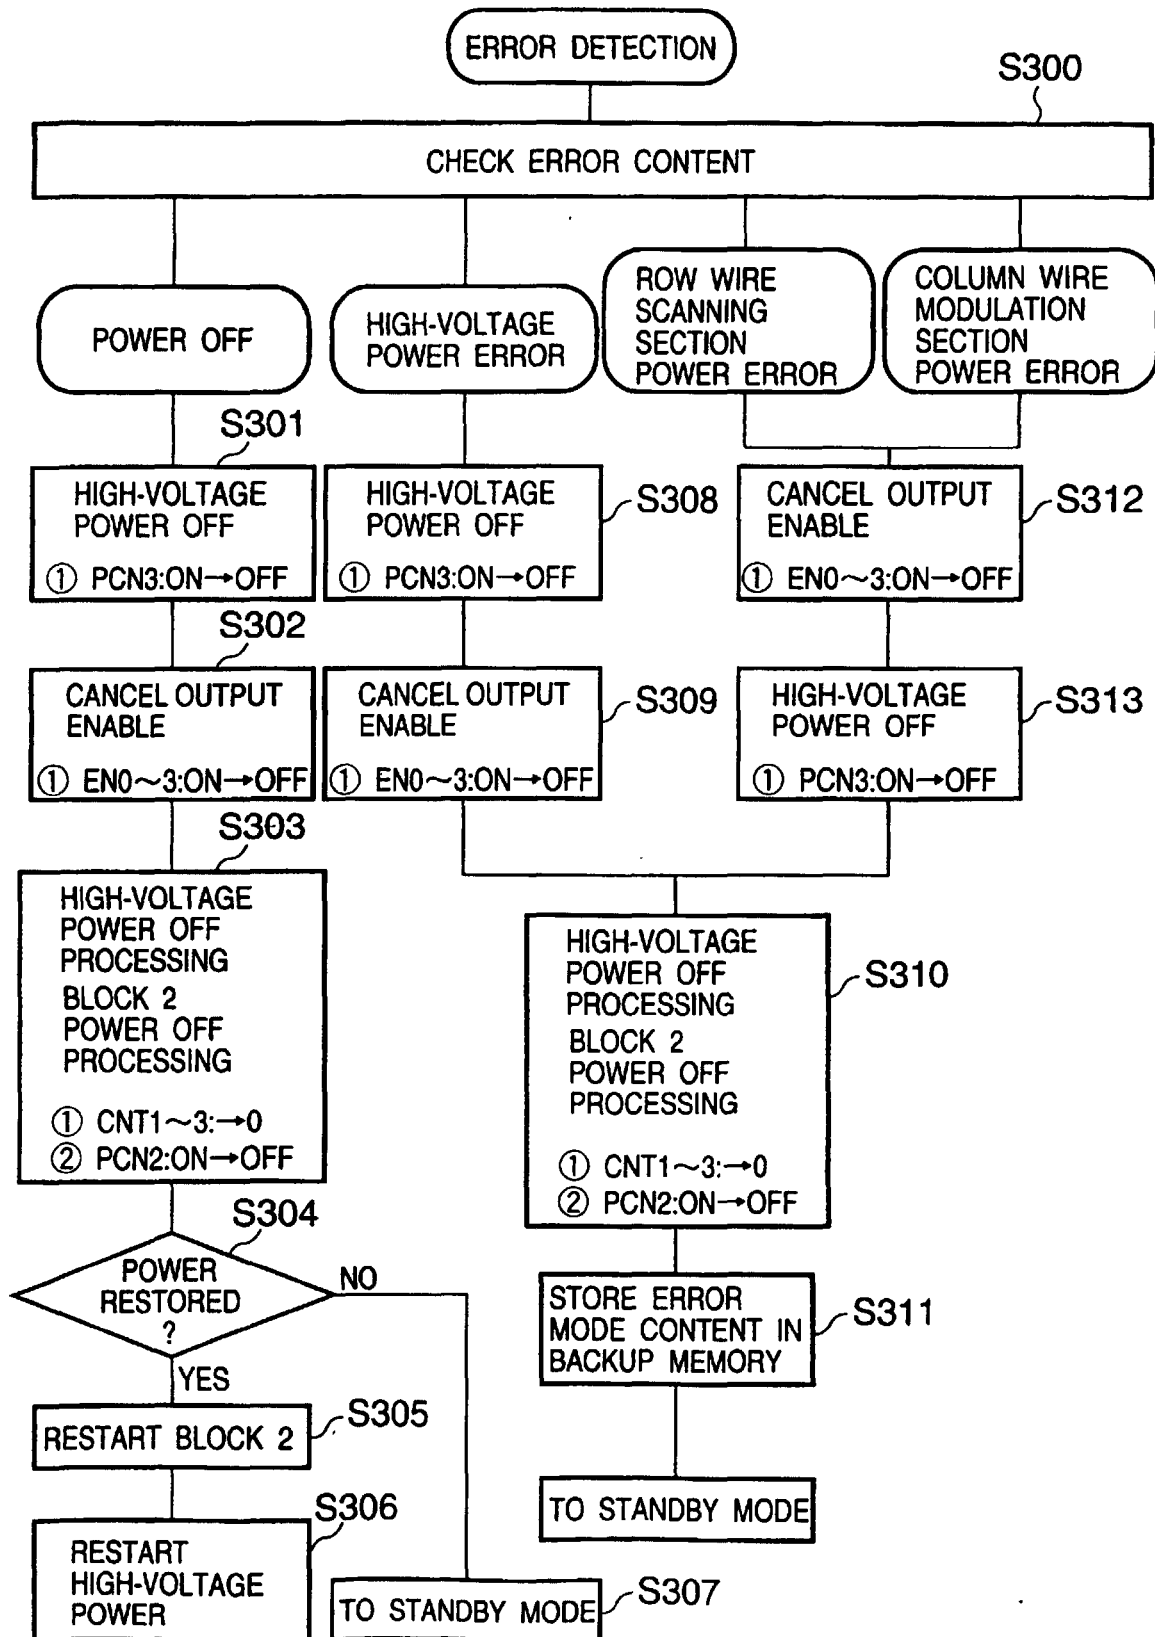 ERROR DETECTION
S300
CHECK ERROR CONTENT
POWER OFF
HIGH-VOLTAGE
POWER ERROR
ROW WIRE
SCANNING
SECTION
POWER ERROR
COLUMN WIRE
MODULATION
SECTION
POWER ERROR
S301
HIGH-VOLTAGE
POWER OFF
① PCN3:ON→OFF
HIGH-VOLTAGE
POWER OFF
① PCN3:ON→OFF
S308
CANCEL OUTPUT
ENABLE
① EN0~3:ON→OFF
S312
S302
CANCEL OUTPUT
ENABLE
① EN0~3:ON→OFF
CANCEL OUTPUT
ENABLE
① EN0~3:ON→OFF
S309
HIGH-VOLTAGE
POWER OFF
① PCN3:ON→OFF
S313
S303
HIGH-VOLTAGE
POWER OFF
PROCESSING
BLOCK 2
POWER OFF
PROCESSING
① CNT1~3:→0
② PCN2:ON→OFF
HIGH-VOLTAGE
POWER OFF
PROCESSING
BLOCK 2
POWER OFF
PROCESSING
① CNT1~3:→0
② PCN2:ON→OFF
S310
S304
POWER
RESTORED
?
NO
YES
STORE ERROR
MODE CONTENT IN
BACKUP MEMORY
S311
RESTART BLOCK 2
S305
TO STANDBY MODE
S306
RESTART
HIGH-VOLTAGE
POWER
TO STANDBY MODE
S307